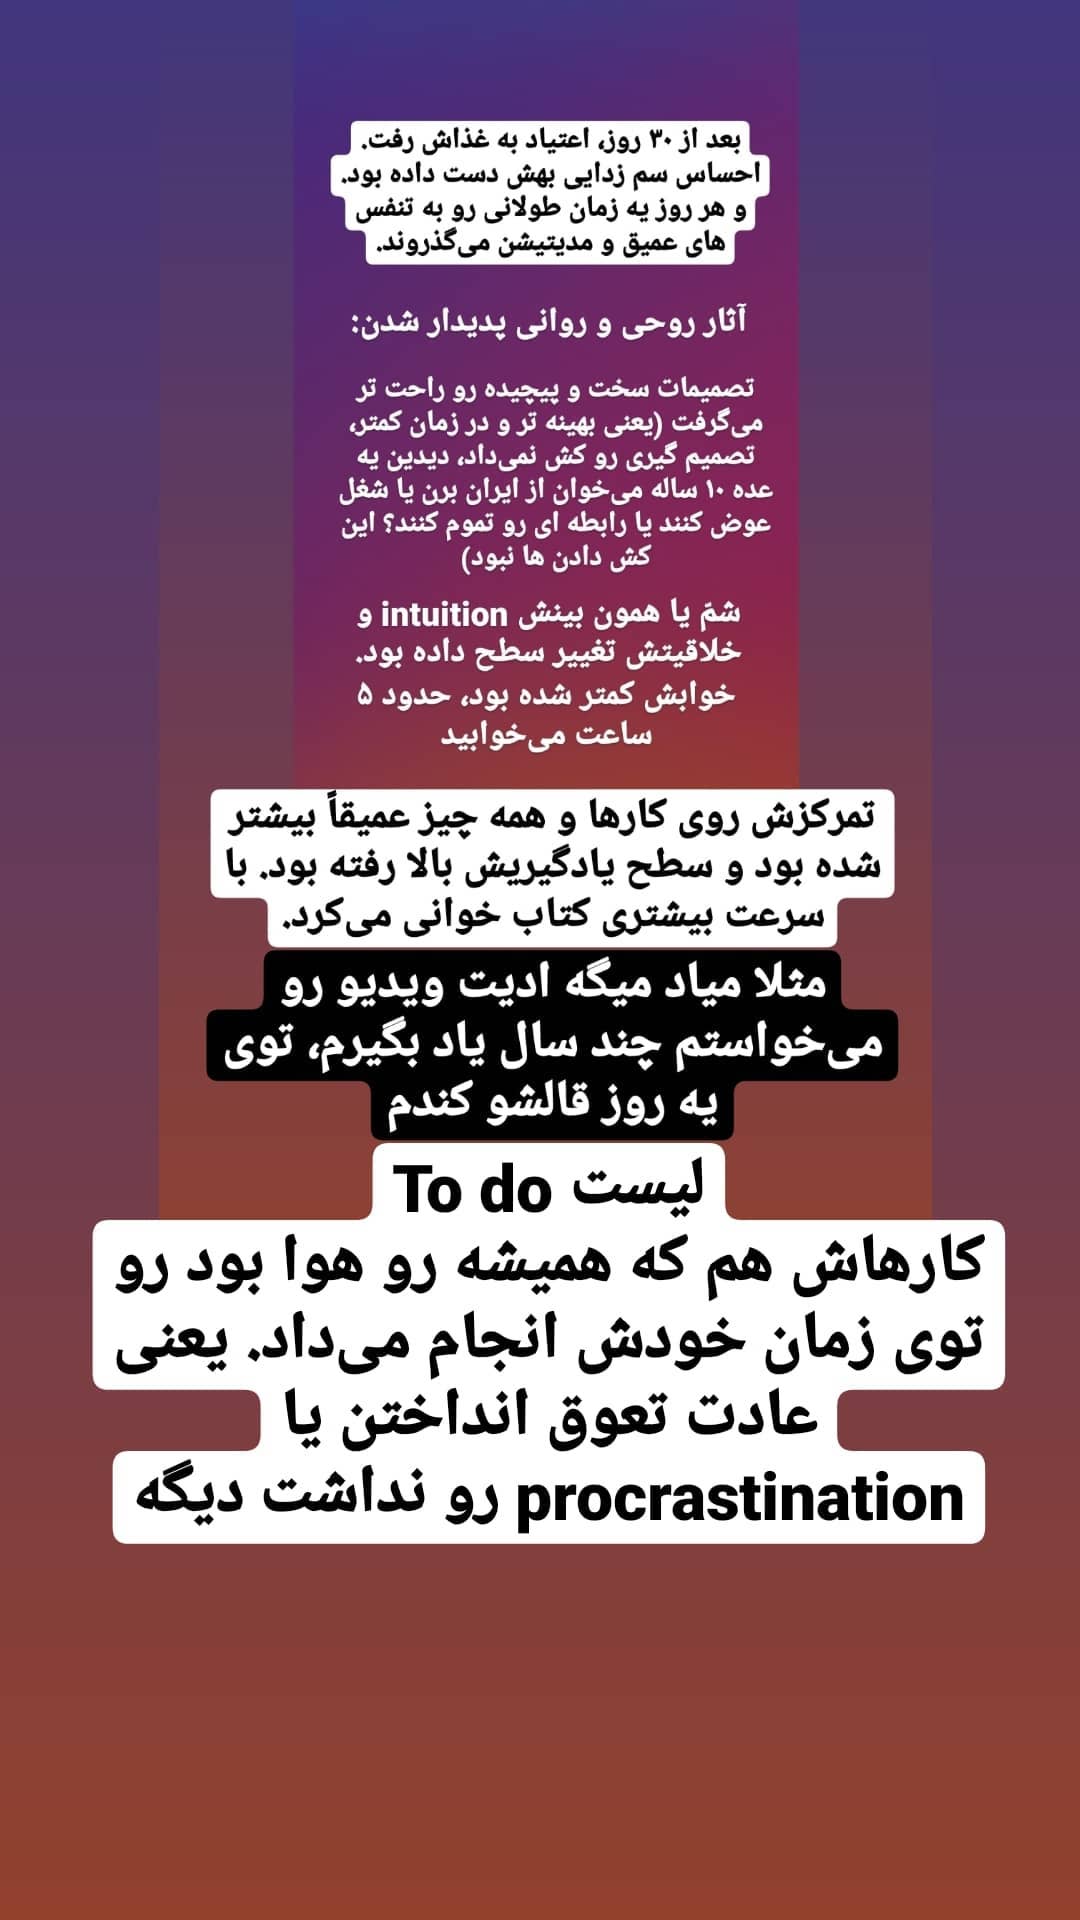 بعد از ۳۰ روز، اعتیاد به غذاش رفت.
احساس سم زدایی بهش دست داده بود.
و هر روز یه زمان طولانی رو به تنفس
های عمیق و مدیتیشن می‌گذروند.
آثار روحی و روانی پدیدار شدن:
تصمیمات سخت و پیچیده رو راحت تر
می‌گرفت (یعنی بهینه تر و در زمان کمتر،
تصمیم گیری رو کش نمی‌داد، دیدین یه
عده ۱۰ ساله می‌خوان از ایران برن یا شغل
عوض کنند یا رابطه ای رو تموم کنند؟ این
کش دادن ها نبود)
شمّ یا همون بینش intuition و
خلاقیتش تغییر سطح داده بود.
خوابش کمتر شده بود، حدود ۵
ساعت می‌خوابید
تمرکزش روی کارها و همه چیز عمیقاً بیشتر
شده بود و سطح یادگیریش بالا رفته بود. با
سرعت بیشتری کتاب خوانی می‌کرد.
مثلا میاد میگه ادیت ویدیو رو
می‌خواستم چند سال یاد بگیرم، توی
یه روز قالشو کندم
لیست To do
کارهاش هم که همیشه رو هوا بود رو
توی زمان خودش انجام می‌داد. یعنی
عادت تعوق انداختن یا
procrastination رو نداشت دیگه